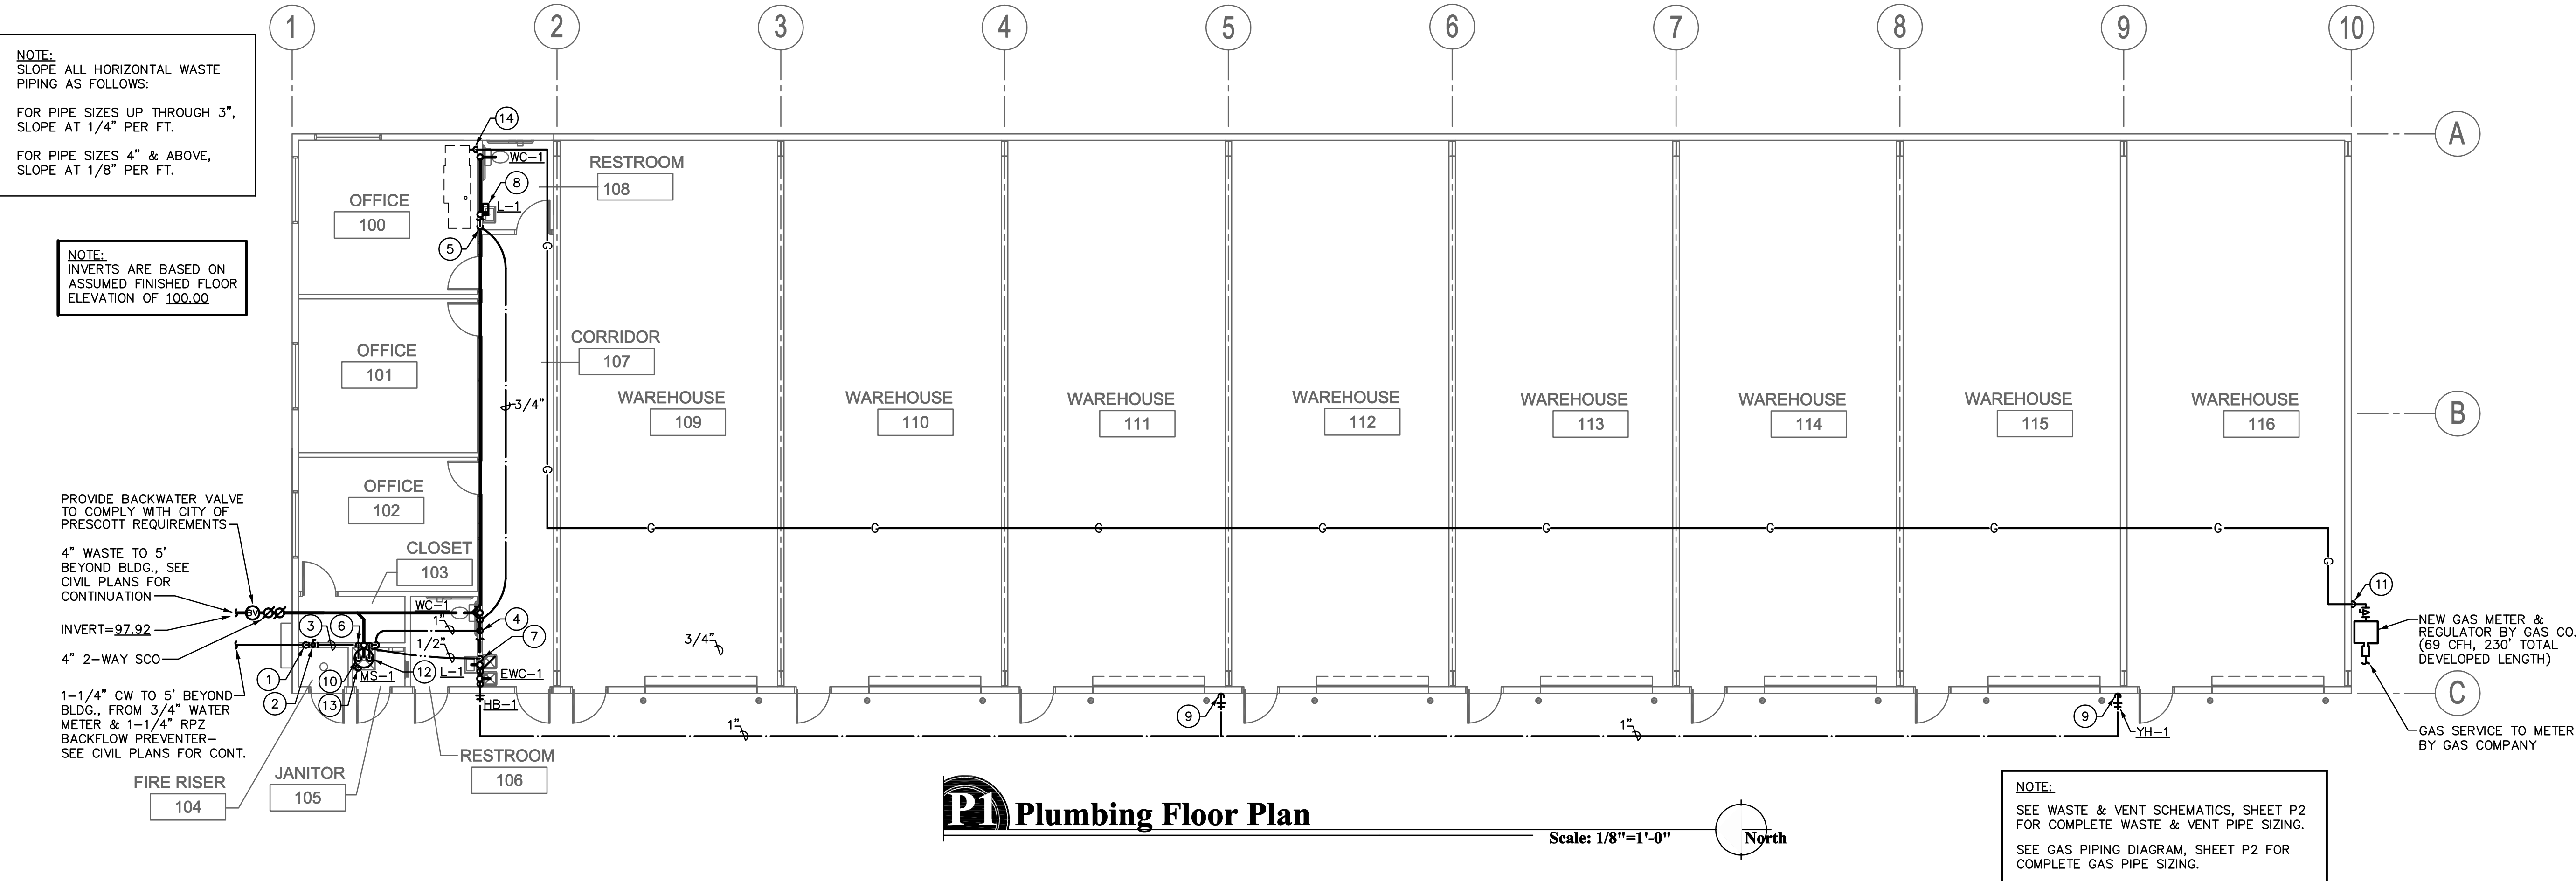 1
2
3
4
5
6
7
8
9
10
NOTE:
SLOPE ALL HORIZONTAL WASTE
PIPING AS FOLLOWS:
FOR PIPE SIZES UP THROUGH 3",
SLOPE AT 1/4" PER FT.
FOR PIPE SIZES 4" & ABOVE,
SLOPE AT 1/8" PER FT.
NOTE:
INVERTS ARE BASED ON
ASSUMED FINISHED FLOOR
ELEVATION OF 100.00
14
WC-1
RESTROOM
108
8
L-1
5
A
OFFICE
100
G
OFFICE
101
CORRIDOR
107
3/4"
WAREHOUSE
109
WAREHOUSE
110
WAREHOUSE
111
WAREHOUSE
112
WAREHOUSE
113
WAREHOUSE
114
WAREHOUSE
115
WAREHOUSE
116
B
G
OFFICE
102
CLOSET
103
G
G
G
G
G
G
G
G
G
PROVIDE BACKWATER VALVE
TO COMPLY WITH CITY OF
PRESCOTT REQUIREMENTS
4" WASTE TO 5'
BEYOND BLDG., SEE
CIVIL PLANS FOR
CONTINUATION
BV
INVERT=97.92
4" 2-WAY SCO
1-1/4" CW TO 5' BEYOND
BLDG., FROM 3/4" WATER
METER & 1-1/4" RPZ
BACKFLOW PREVENTER-
SEE CIVIL PLANS FOR CONT.
WC-1
3
6
1"
4
1/2"
7
1
2
10
13
MS-1
12
L-1
EWC-1
HB-1
3/4"
1"
9
1"
9
YH-1
11
NEW GAS METER &
REGULATOR BY GAS CO.
(69 CFH, 230' TOTAL
DEVELOPED LENGTH)
C
GAS SERVICE TO METER
BY GAS COMPANY
FIRE RISER
104
JANITOR
105
RESTROOM
106
P1 Plumbing Floor Plan
Scale: 1/8"=1'-0"
North
NOTE:
SEE WASTE & VENT SCHEMATICS, SHEET P2
FOR COMPLETE WASTE & VENT PIPE SIZING.
SEE GAS PIPING DIAGRAM, SHEET P2 FOR
COMPLETE GAS PIPE SIZING.